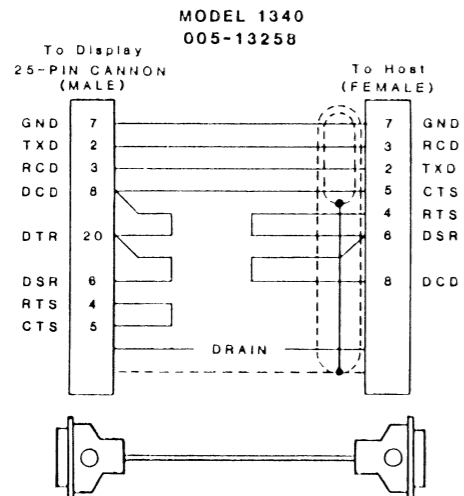 MODEL 1340
005-13258
To Display
25-PIN CANNON
(MALE)
To Host
(FEMALE)
GND 7 7 GND
TXD 2 3 RCD
RCD 3 2 TXD
DCD 8 5 CTS
4 RTS
DTR 20 6 DSR
DSR 6 8 DCD
RTS 4
CTS 5
DRAIN